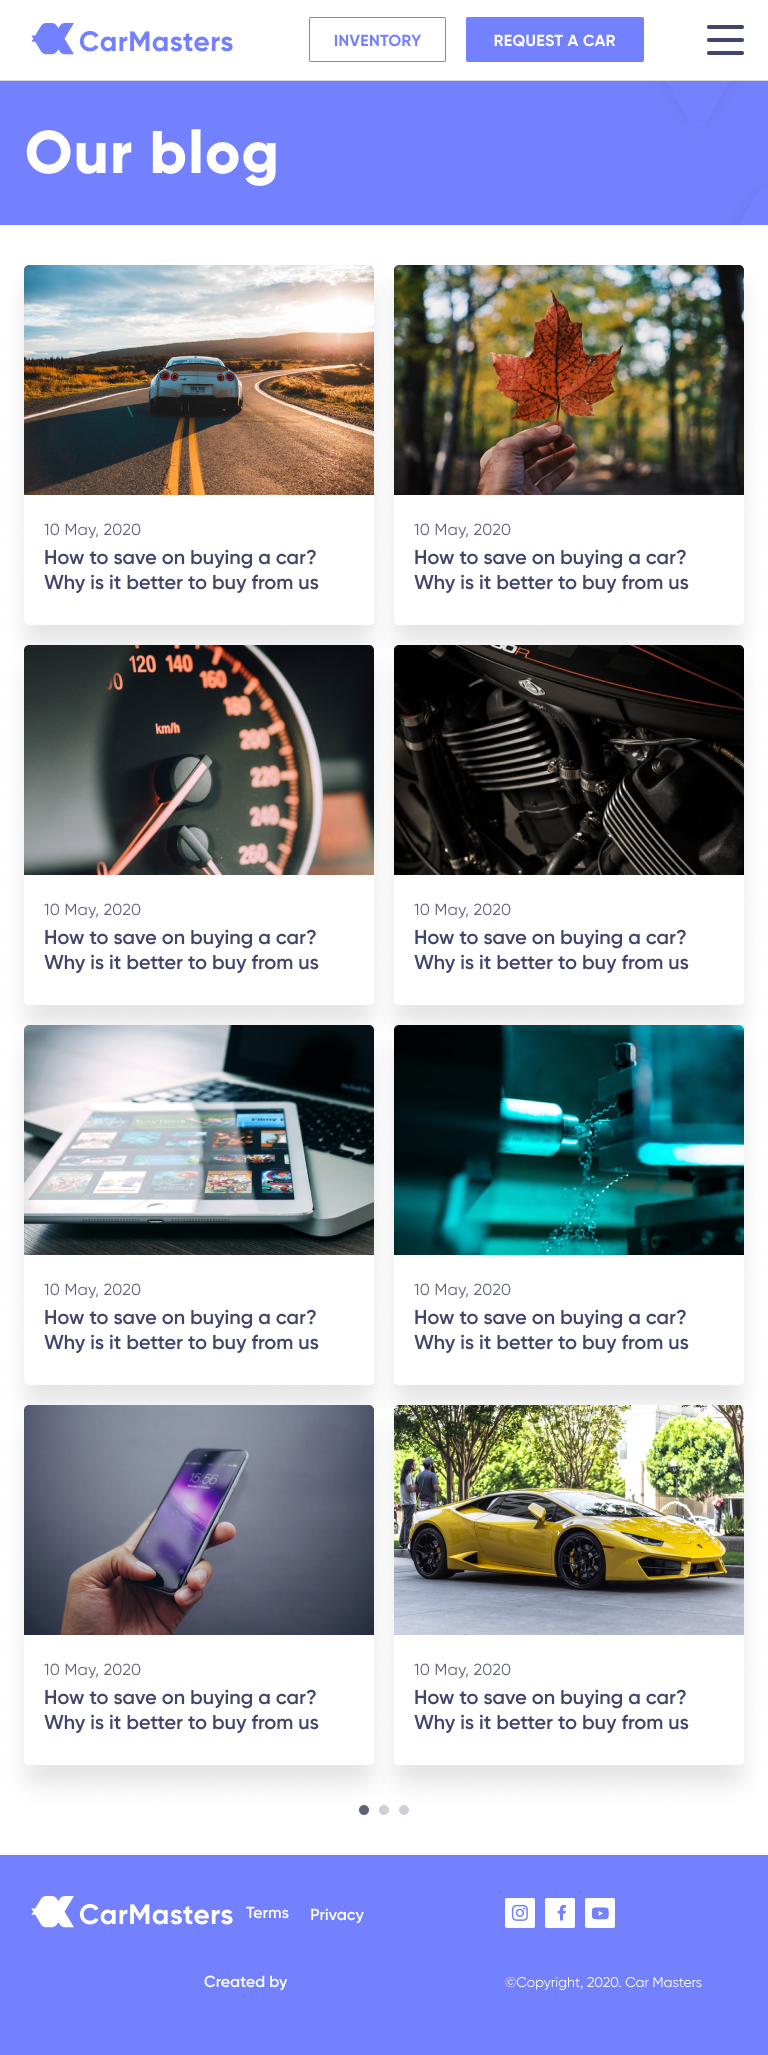 CarMasters
INVENTORY
REQUEST A CAR
Our blog
10 May, 2020
How to save on buying a car?
Why is it better to buy from us
10 May, 2020
How to save on buying a car?
Why is it better to buy from us
120 140
160
180
km/h
200
220
240
260
10 May, 2020
How to save on buying a car?
Why is it better to buy from us
10 May, 2020
How to save on buying a car?
Why is it better to buy from us
10 May, 2020
How to save on buying a car?
Why is it better to buy from us
10 May, 2020
How to save on buying a car?
Why is it better to buy from us
15:56
10 May, 2020
How to save on buying a car?
Why is it better to buy from us
10 May, 2020
How to save on buying a car?
Why is it better to buy from us
CarMasters
Terms
Privacy
Created by
©Copyright, 2020. Car Masters